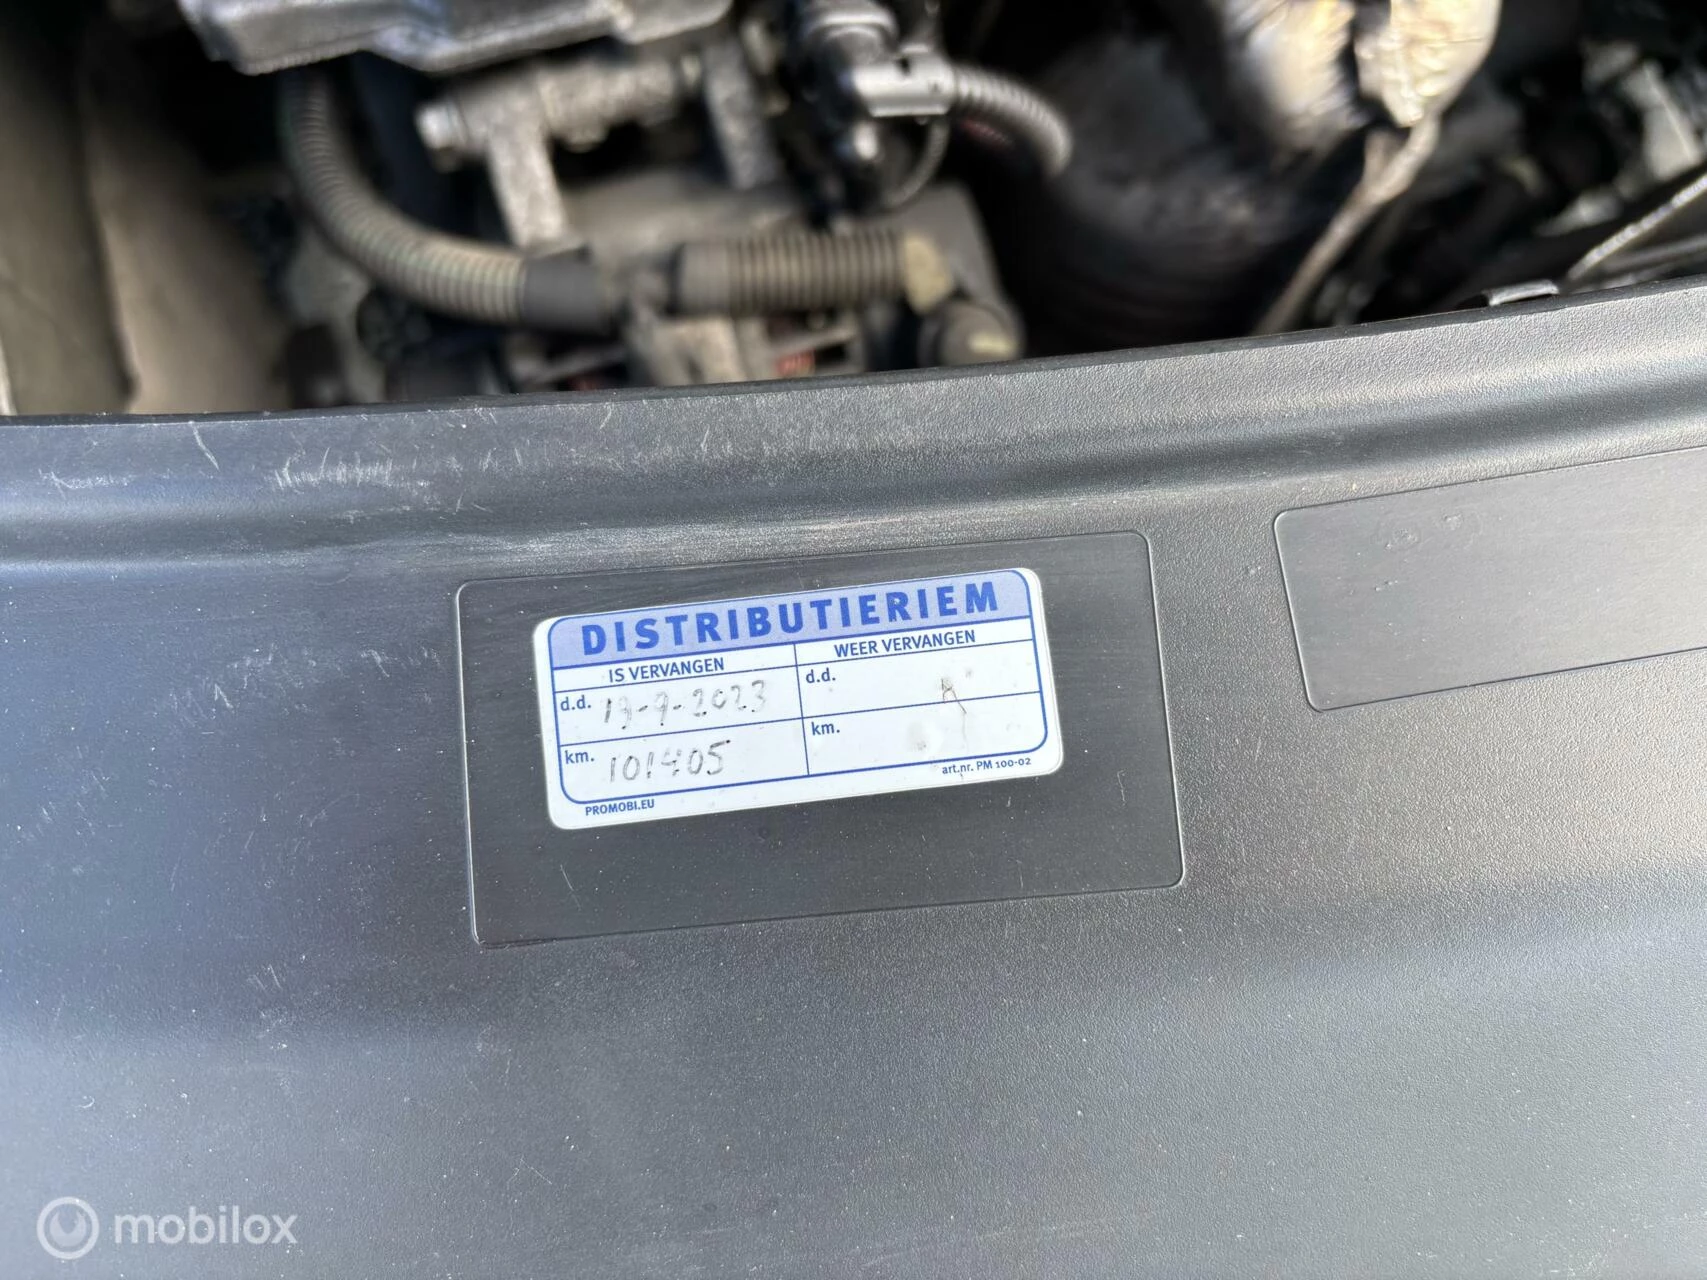 DISTRIBUTIERIEM
IS VERVANGEN
WEER VERVANGEN
d.d. 19-9-2023
d.d.
km. 101405
km.
PROMOBI.EU
art.nr. PM 100-02
mobilox